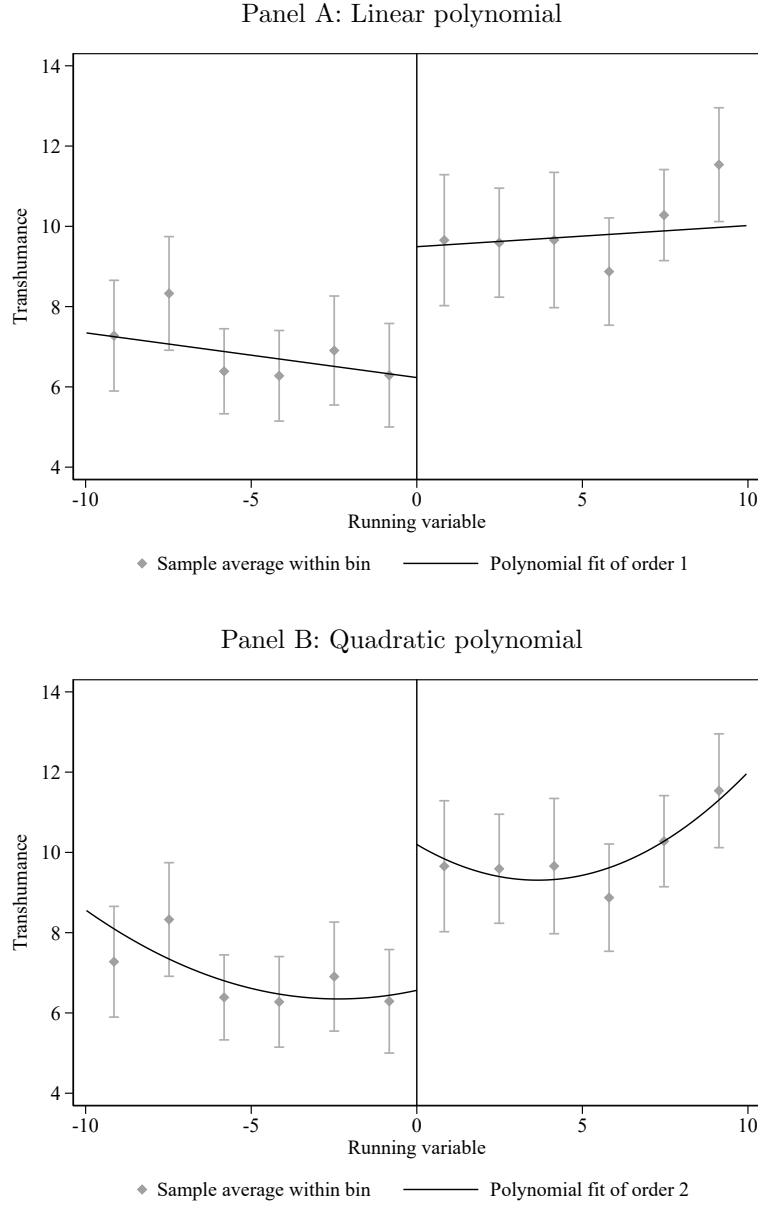 Panel A: Linear polynomial
14
12
10
8
6
4
Transhumance
-10 -5 0 5 10
Running variable
Sample average within bin Polynomial fit of order 1
Panel B: Quadratic polynomial
14
12
10
8
6
4
Transhumance
-10 -5 0 5 10
Running variable
Sample average within bin Polynomial fit of order 2